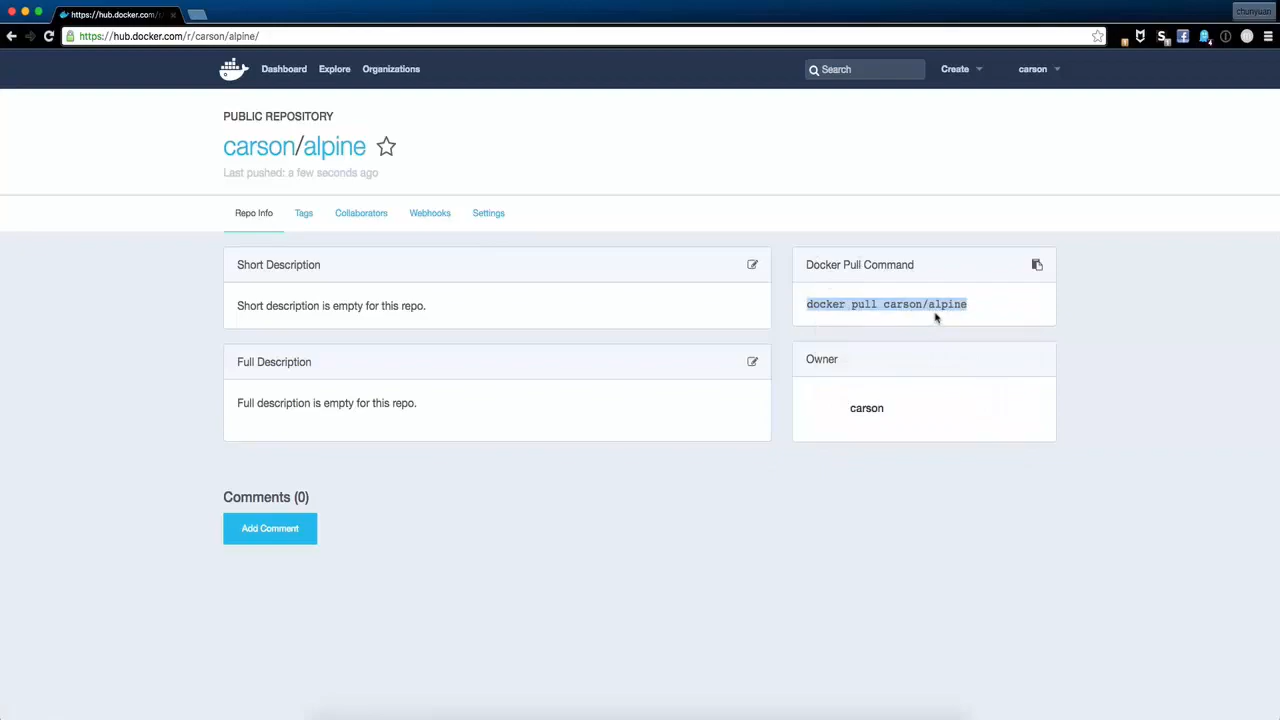 https://hub.docker.com/r/
chunyuan
https://hub.docker.com/r/carson/alpine/
Dashboard
Explore
Organizations
Search
Create
carson
PUBLIC REPOSITORY
carson/alpine
Last pushed: a few seconds ago
Repo Info
Tags
Collaborators
Webhooks
Settings
Short Description
Short description is empty for this repo.
Full Description
Full description is empty for this repo.
Docker Pull Command
docker pull carson/alpine
Owner
carson
Comments (0)
Add Comment